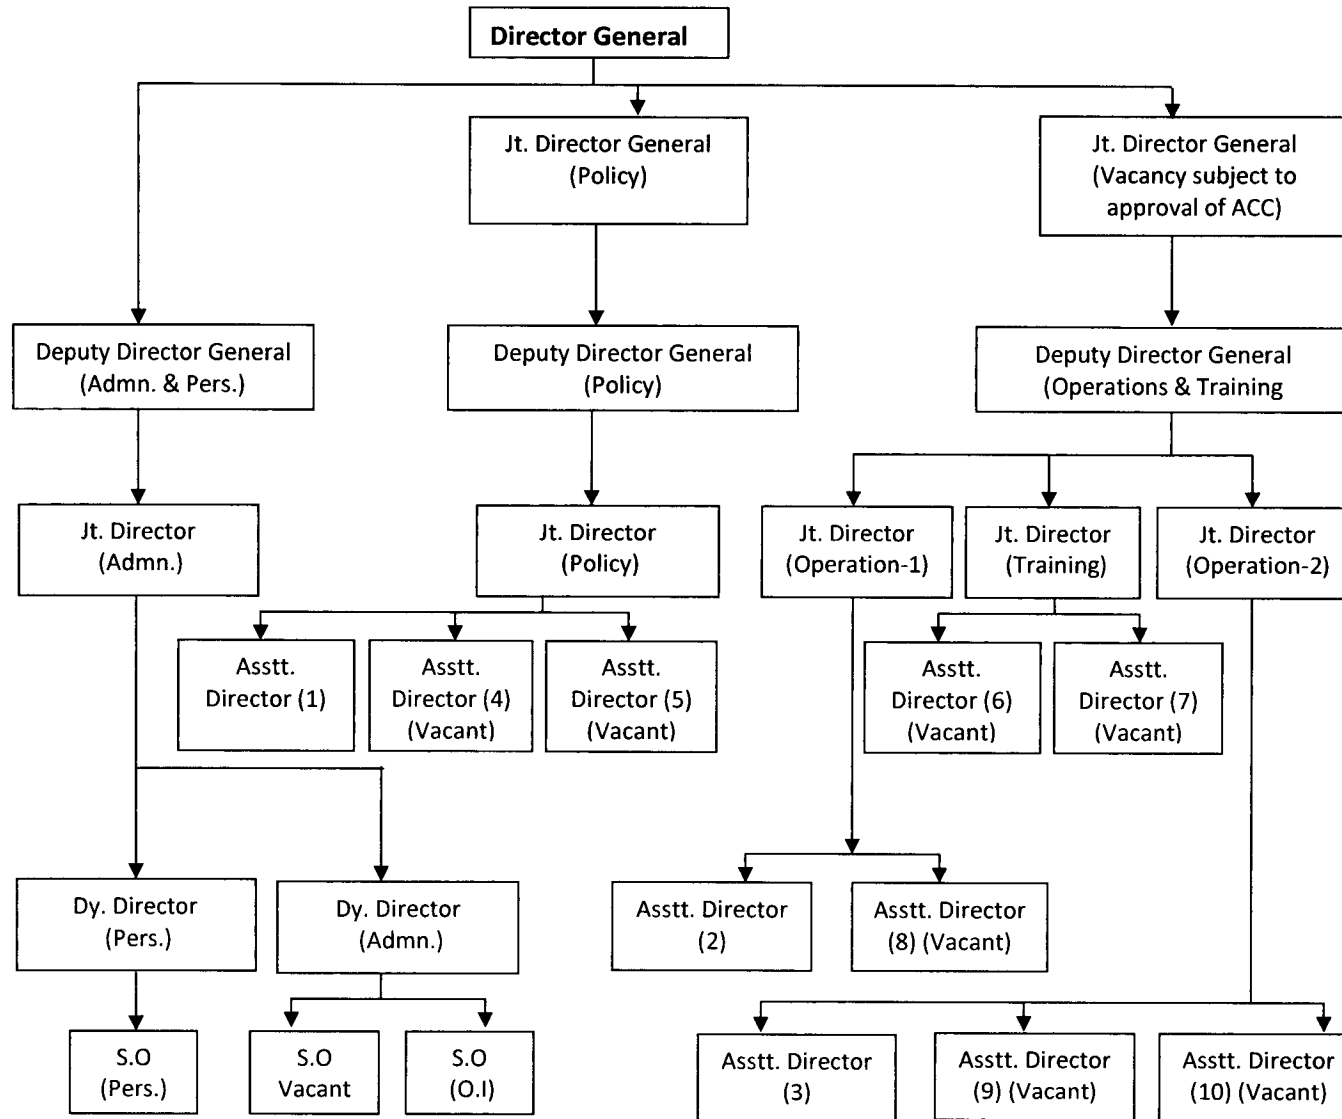 Director General
Jt. Director General
(Policy)
Jt. Director General
(Vacancy subject to
approval of ACC)
Deputy Director General
(Admn. & Pers.)
Deputy Director General
(Policy)
Deputy Director General
(Operations & Training
Jt. Director
(Admn.)
Jt. Director
(Policy)
Jt. Director
(Operation-1)
Jt. Director
(Training)
Jt. Director
(Operation-2)
Asstt.
Director (1)
Asstt.
Director (4)
(Vacant)
Asstt.
Director (5)
(Vacant)
Asstt.
Director (6)
(Vacant)
Asstt.
Director (7)
(Vacant)
Dy. Director
(Pers.)
Dy. Director
(Admn.)
Asstt. Director
(2)
Asstt. Director
(8) (Vacant)
S.O
(Pers.)
S.O
Vacant
S.O
(O.I)
Asstt. Director
(3)
Asstt. Director
(9) (Vacant)
Asstt. Director
(10) (Vacant)